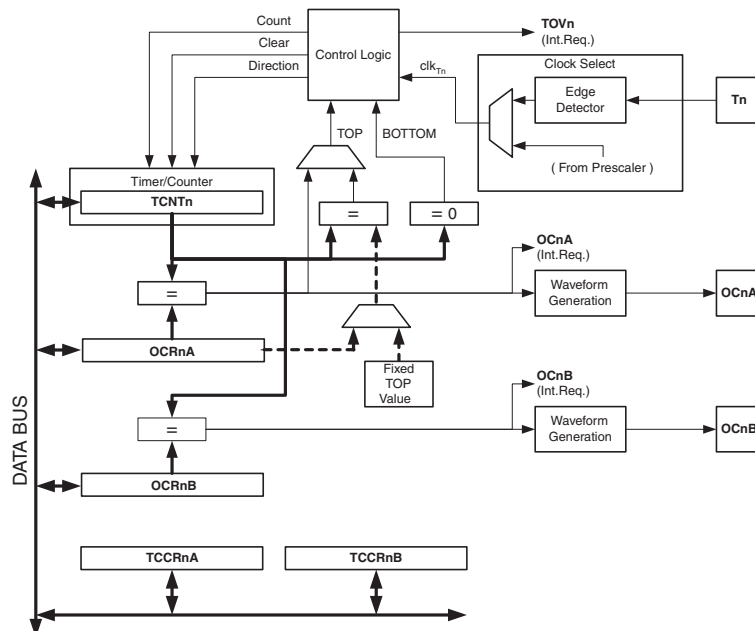 Count
Clear
Direction
Control Logic
TOVn
(Int.Req.)
clkTn
Clock Select
Edge
Detector
Tn
( From Prescaler )
TOP
BOTTOM
Timer/Counter
TCNTn
=
= 0
OCnA
(Int.Req.)
=
Waveform
Generation
OCnA
OCRnA
Fixed
TOP
Value
OCnB
(Int.Req.)
=
Waveform
Generation
OCnB
OCRnB
DATA BUS
TCCRnA
TCCRnB